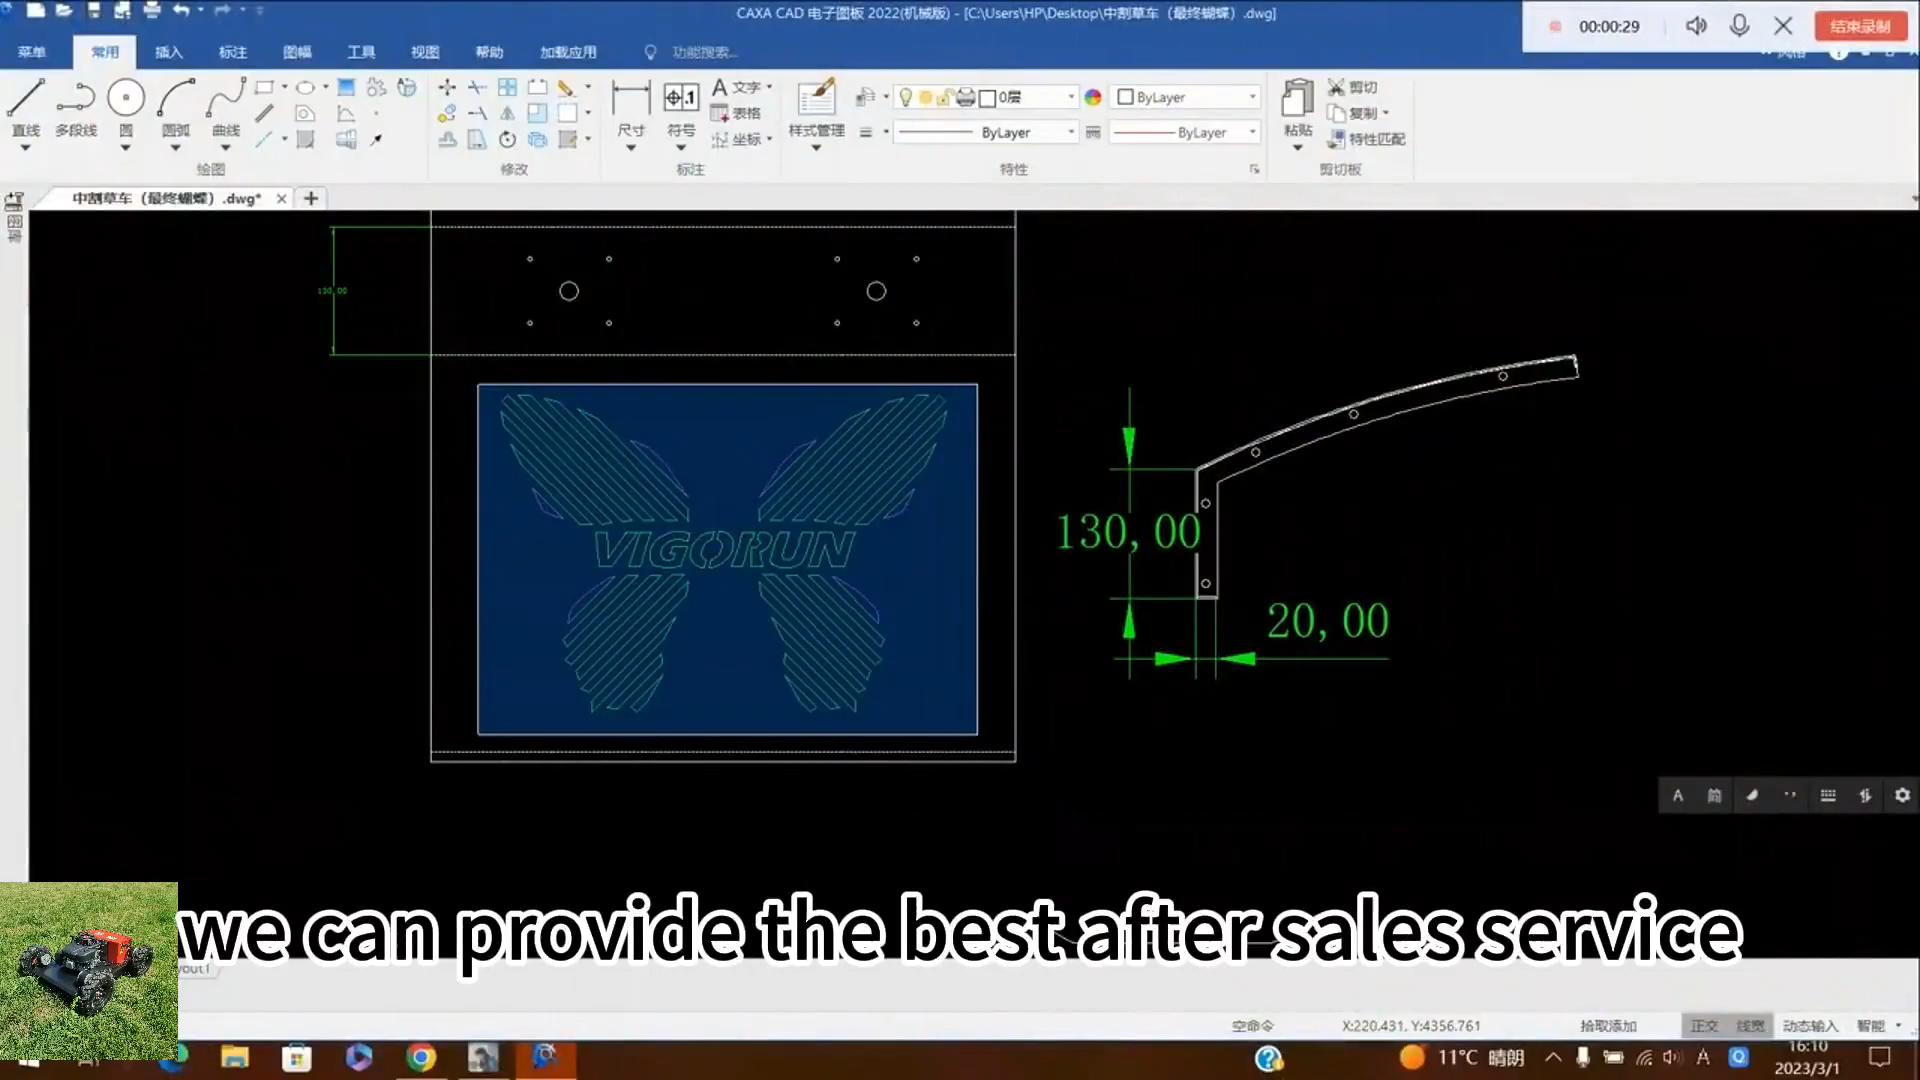 CAXA CAD 电子图板 2022(机械版) - [C:\Users\HP\Desktop\中割草车（最终蝴蝶）.dwg]
00:00:29
结束录制
菜单 常用 插入 标注 图幅 工具 视图 帮助 加载应用 功能搜索...
文字
0层
ByLayer
剪切
表格
复制
直线 多段线 圆 圆弧 曲线
尺寸 符号
样式管理
ByLayer
ByLayer
粘贴
坐标
特性匹配
绘图 修改 标注 特性 剪切板
中割草车（最终蝴蝶）.dwg*
130,00
VIGORUN
130,00
20,00
A 简
we can provide the best after sales service
空命令 X:220.431, Y:4356.761 拾取添加 正交 线宽 动态输入 智能
11°C 晴朗
A
16:10
2023/3/1